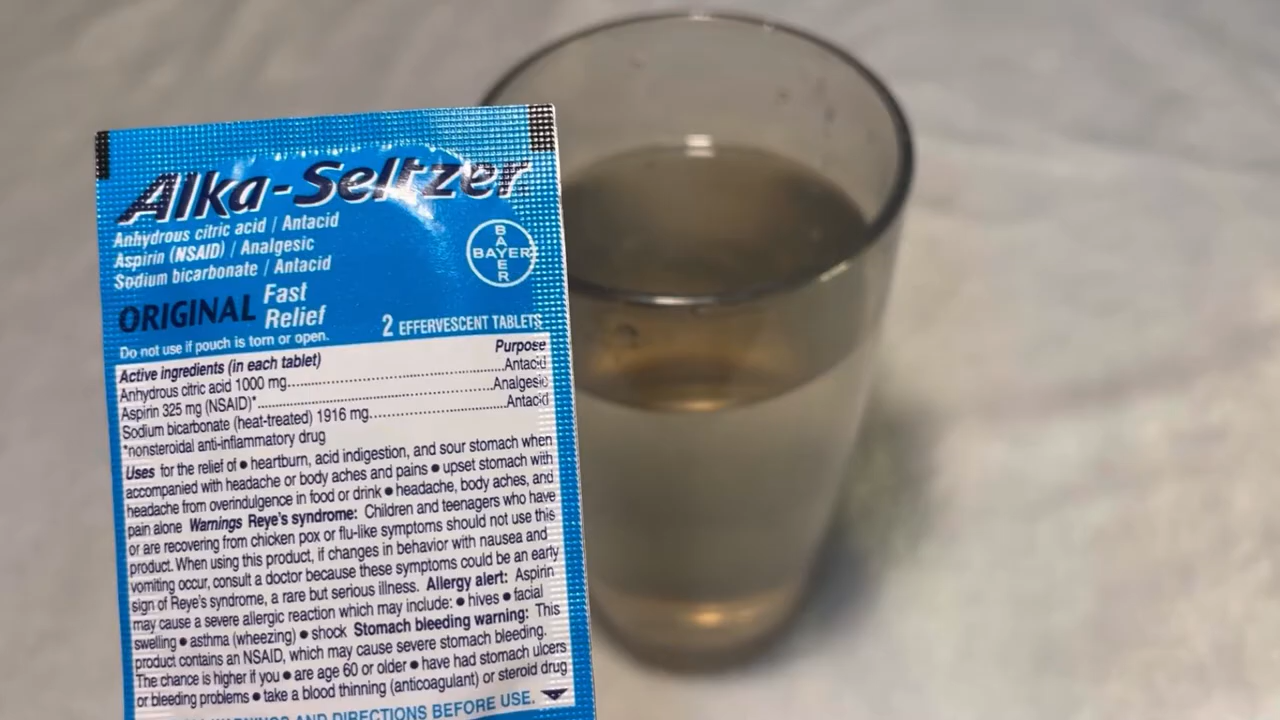 Alka-Seltzer
Anhydrous citric acid / Antacid
Aspirin (NSAID) / Analgesic
Sodium bicarbonate / Antacid
BAYER
BAYER
ORIGINAL Fast Relief
2 EFFERVESCENT TABLETS
Do not use if pouch is torn or open.
Active ingredients (in each tablet) Purpose
Anhydrous citric acid 1000 mg....................Antacid
Aspirin 325 mg (NSAID)*....................Analgesic
Sodium bicarbonate (heat-treated) 1916 mg....................Antacid
*nonsteroidal anti-inflammatory drug
Uses for the relief of ● heartburn, acid indigestion, and sour stomach when
accompanied with headache or body aches and pains ● upset stomach with
headache from overindulgence in food or drink ● headache, body aches, and
pain alone Warnings Reye's syndrome: Children and teenagers who have
or are recovering from chicken pox or flu-like symptoms should not use this
product. When using this product, if changes in behavior with nausea and
vomiting occur, consult a doctor because these symptoms could be an early
sign of Reye's syndrome, a rare but serious illness. Allergy alert: Aspirin
may cause a severe allergic reaction which may include: ● hives ● facial
swelling ● asthma (wheezing) ● shock Stomach bleeding warning: This
product contains an NSAID, which may cause severe stomach bleeding.
The chance is higher if you ● are age 60 or older ● have had stomach ulcers
or bleeding problems ● take a blood thinning (anticoagulant) or steroid drug
WARNINGS AND DIRECTIONS BEFORE USE.